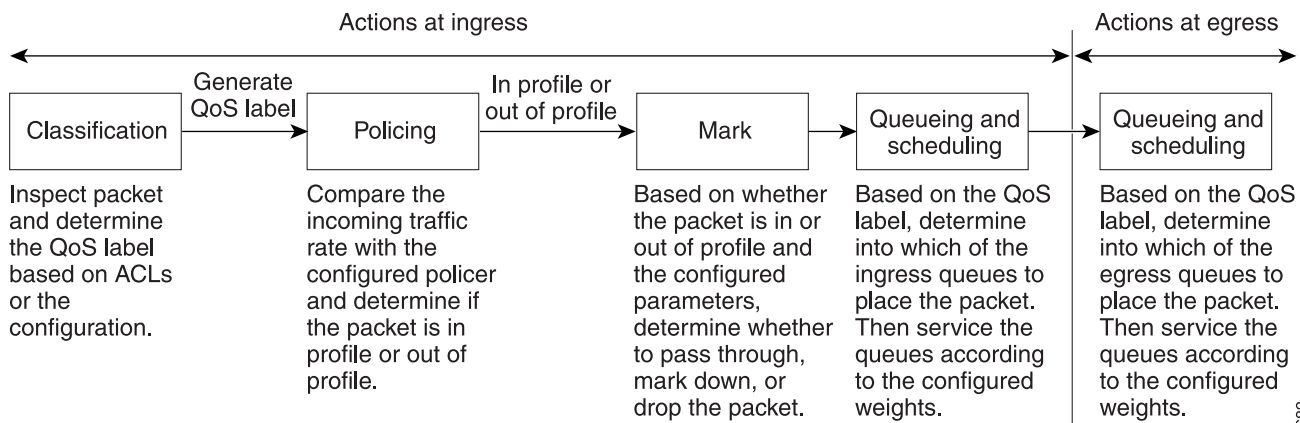 Actions at ingress
Actions at egress
Generate
QoS label
In profile or
out of profile
Classification
Policing
Mark
Queueing and
scheduling
Queueing and
scheduling
Inspect packet
and determine
the QoS label
based on ACLs
or the
configuration.
Compare the
incoming traffic
rate with the
configured policer
and determine if
the packet is in
profile or out of
profile.
Based on whether
the packet is in or
out of profile and
the configured
parameters,
determine whether
to pass through,
mark down, or
drop the packet.
Based on the QoS
label, determine
into which of the
ingress queues to
place the packet.
Then service the
queues according
to the configured
weights.
Based on the QoS
label, determine
into which of the
egress queues to
place the packet.
Then service the
queues according
to the configured
weights.